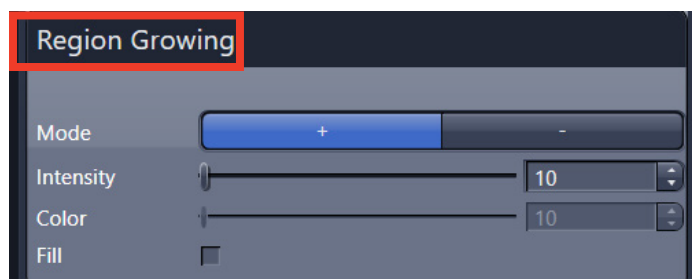 Region Growing
Mode + -
Intensity 10
Color 10
Fill